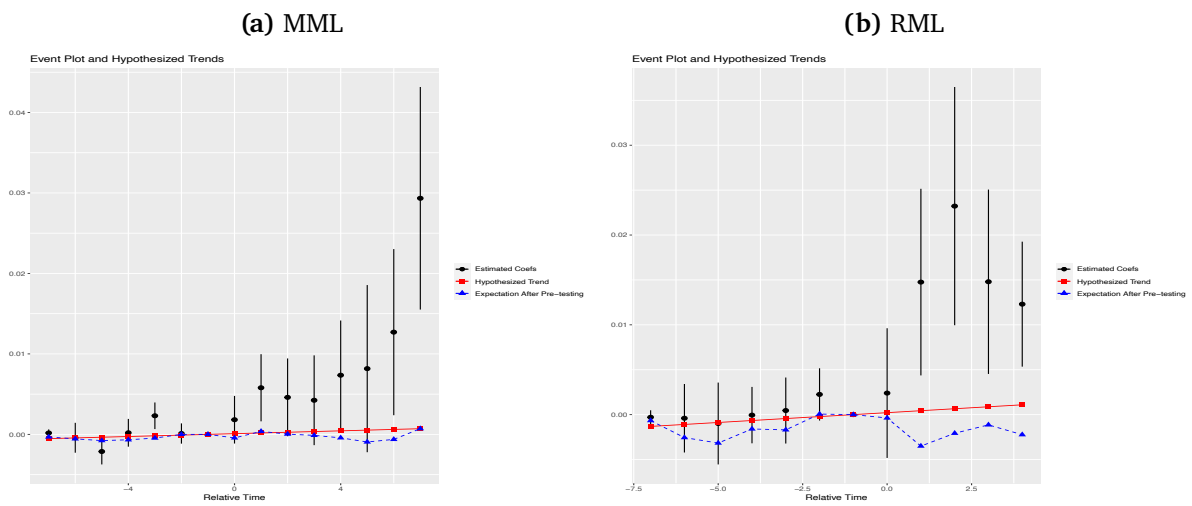 (a) MML
Event Plot and Hypothesized Trends
0.04
0.03
0.02
0.01
0.00
−4
0
4
Relative Time
Estimated Coefs
Hypothesized Trend
Expectation After Pre−testing
(b) RML
Event Plot and Hypothesized Trends
0.03
0.02
0.01
0.00
−7.5
−5.0
−2.5
0.0
2.5
Relative Time
Estimated Coefs
Hypothesized Trend
Expectation After Pre−testing